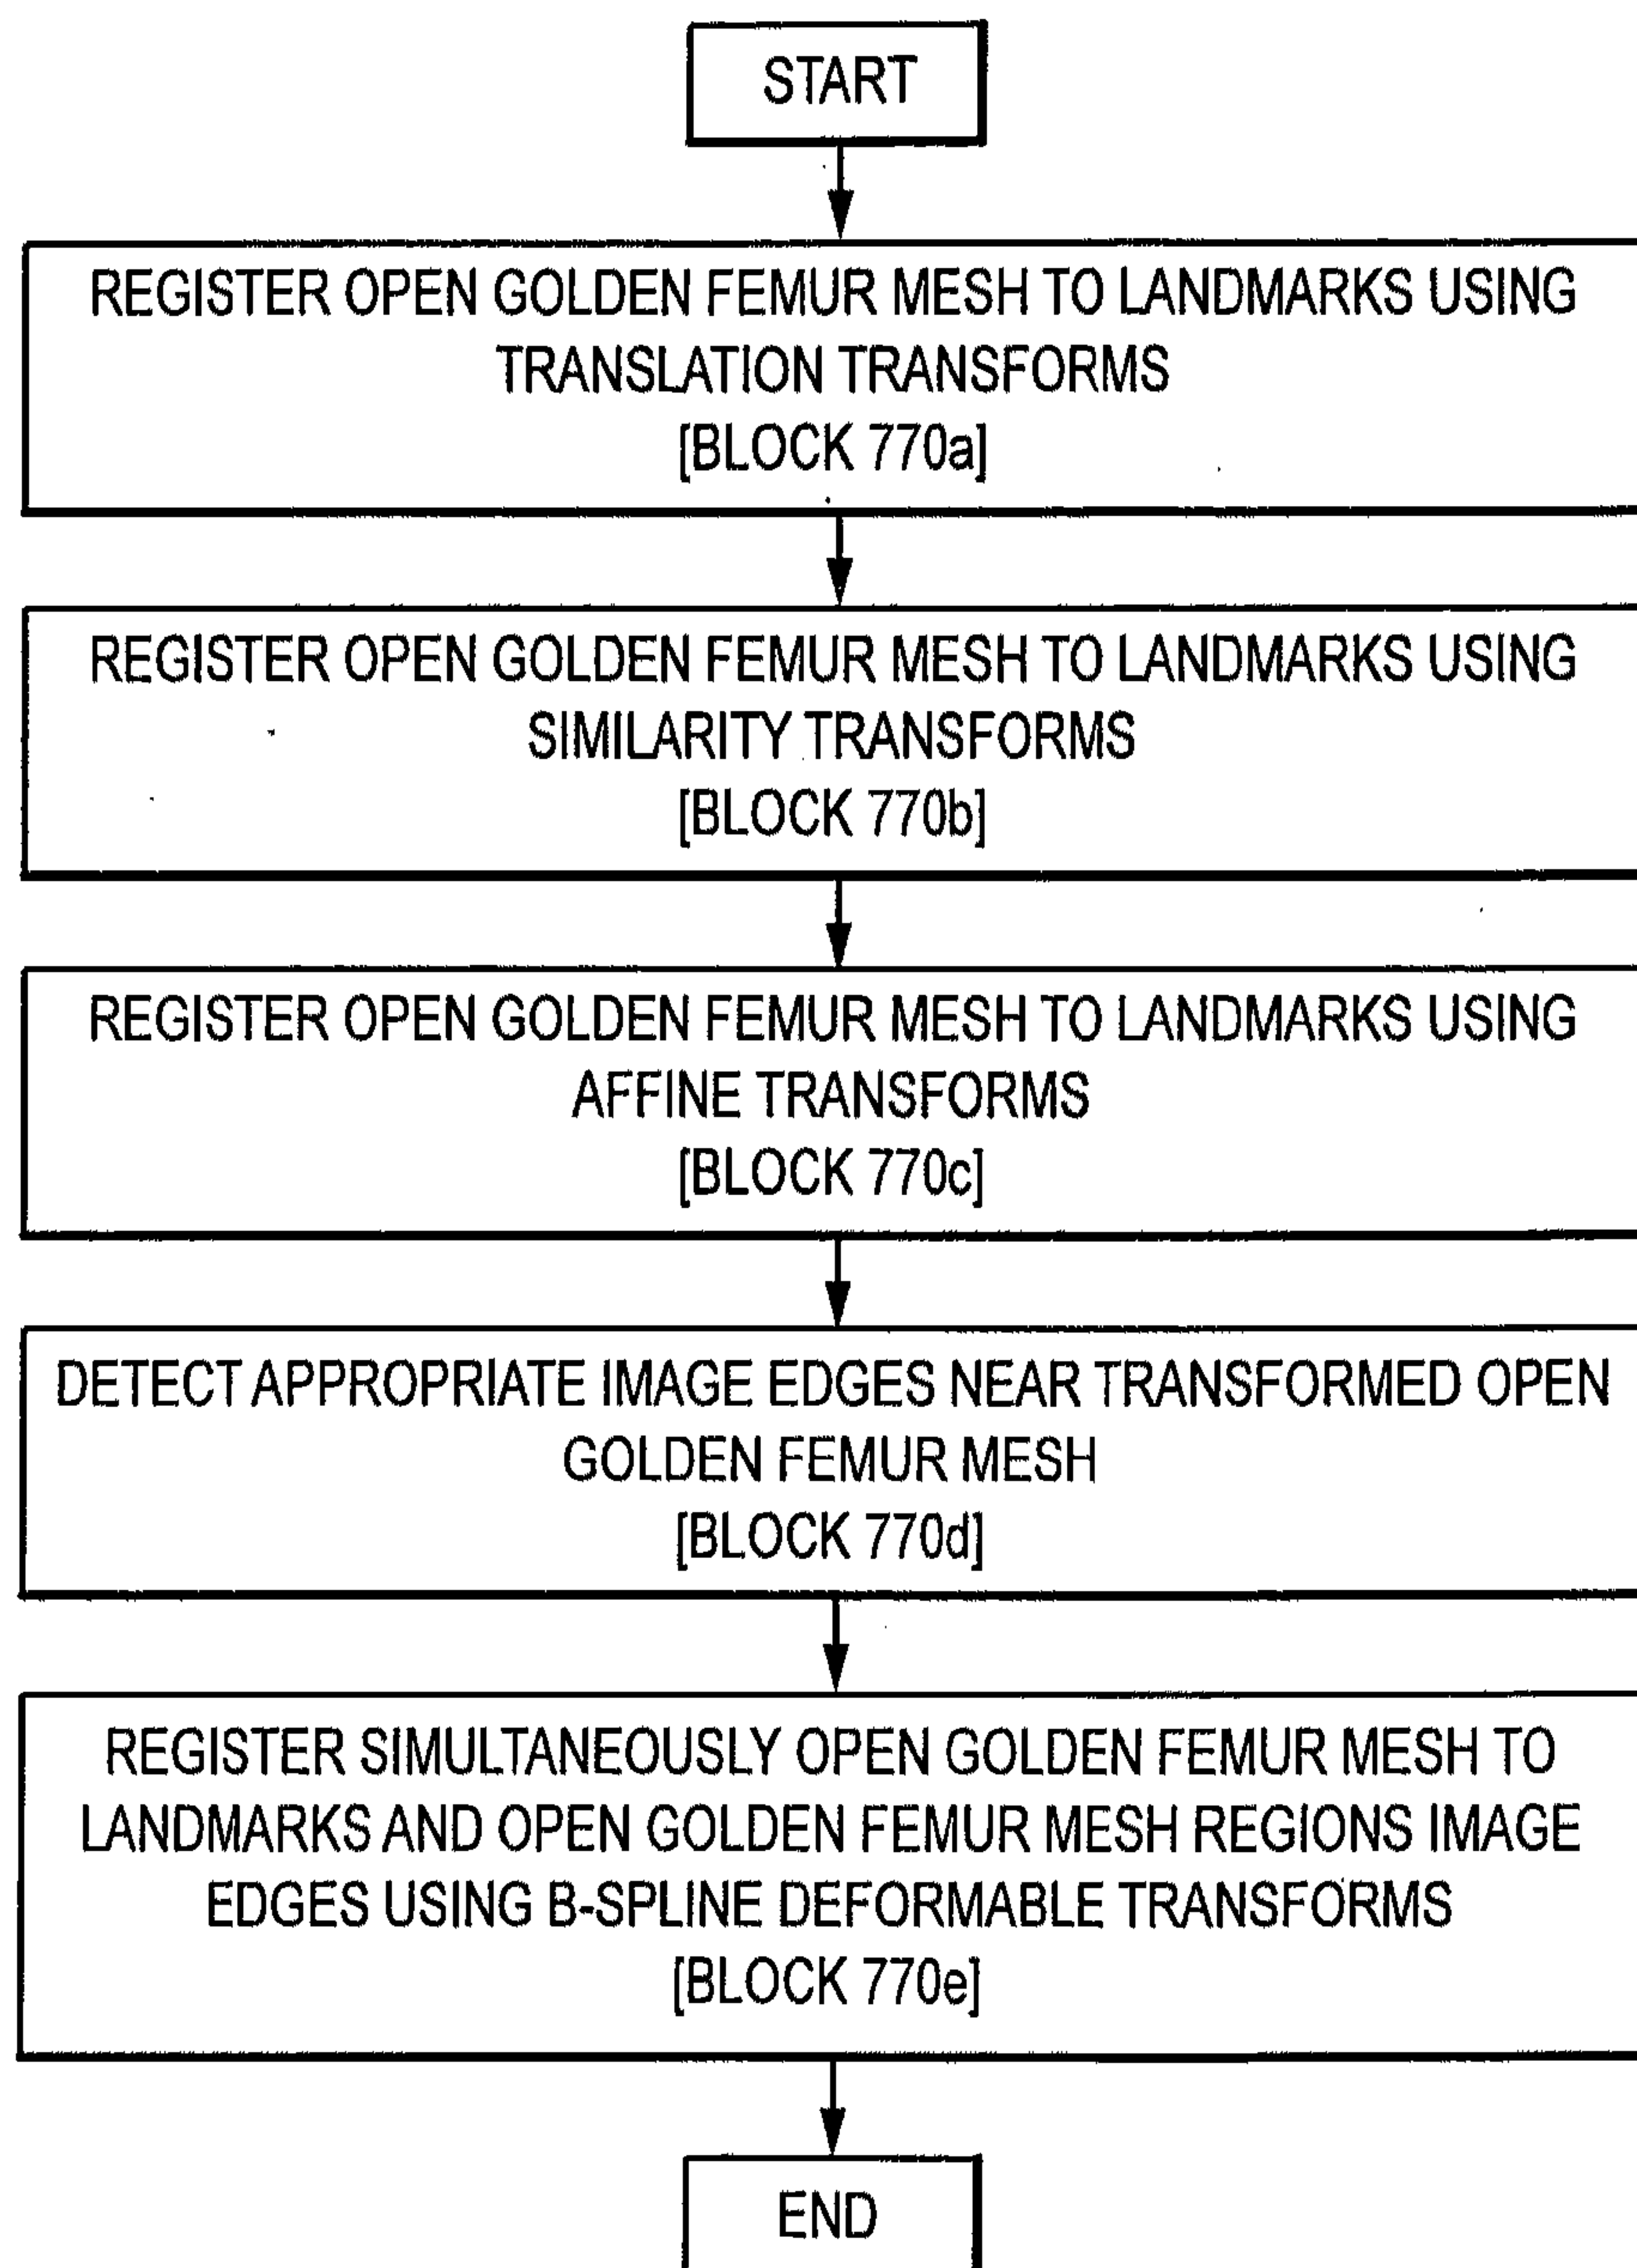 START
REGISTER OPEN GOLDEN FEMUR MESH TO LANDMARKS USING
TRANSLATION TRANSFORMS
[BLOCK 770a]
REGISTER OPEN GOLDEN FEMUR MESH TO LANDMARKS USING
SIMILARITY TRANSFORMS
[BLOCK 770b]
REGISTER OPEN GOLDEN FEMUR MESH TO LANDMARKS USING
AFFINE TRANSFORMS
[BLOCK 770c]
DETECT APPROPRIATE IMAGE EDGES NEAR TRANSFORMED OPEN
GOLDEN FEMUR MESH
[BLOCK 770d]
REGISTER SIMULTANEOUSLY OPEN GOLDEN FEMUR MESH TO
LANDMARKS AND OPEN GOLDEN FEMUR MESH REGIONS IMAGE
EDGES USING B-SPLINE DEFORMABLE TRANSFORMS
[BLOCK 770e]
END